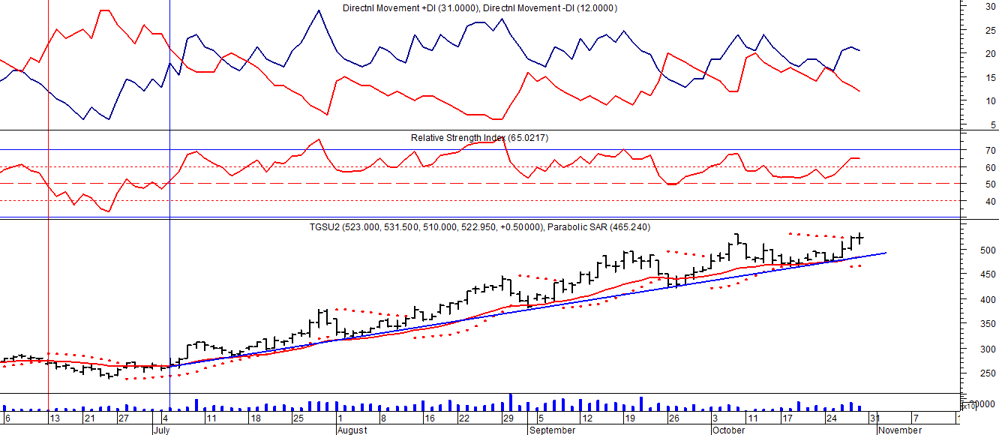 Directnl Movement +DI (31.0000), Directnl Movement -DI (12.0000)
30
25
20
15
10
5
Relative Strength Index (65.0217)
70
60
50
40
TGSU2 (523.000, 531.500, 510.000, 522.950, +0.50000), Parabolic SAR (465.240)
500
450
400
350
300
250
20000
x10
6 13 21 27 4 11 18 25 1 8 16 22 29 5 12 19 26 3 11 17 24 31 7
July August September October November